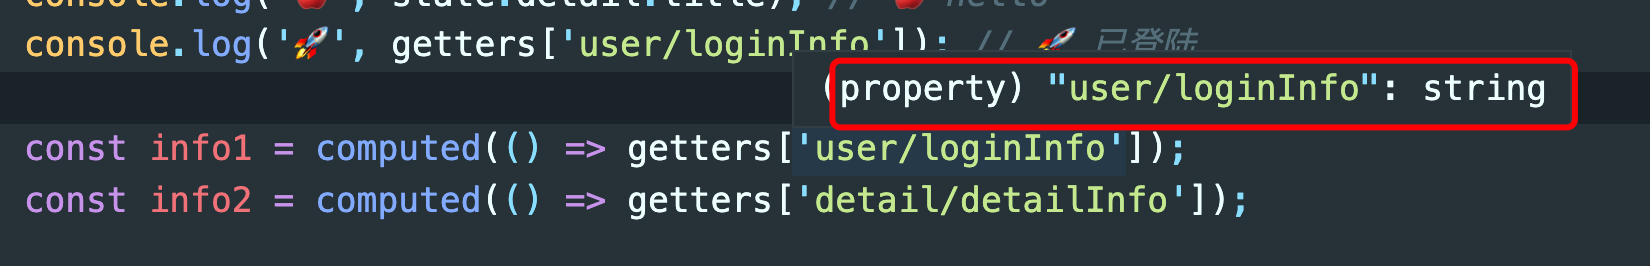 console.log('🍎', state.detail.title); // 🍎 hello
console.log('🚀', getters['user/loginInfo']); // 🚀 已登陆
(property) "user/loginInfo": string
const info1 = computed(() => getters['user/loginInfo']);
const info2 = computed(() => getters['detail/detailInfo']);